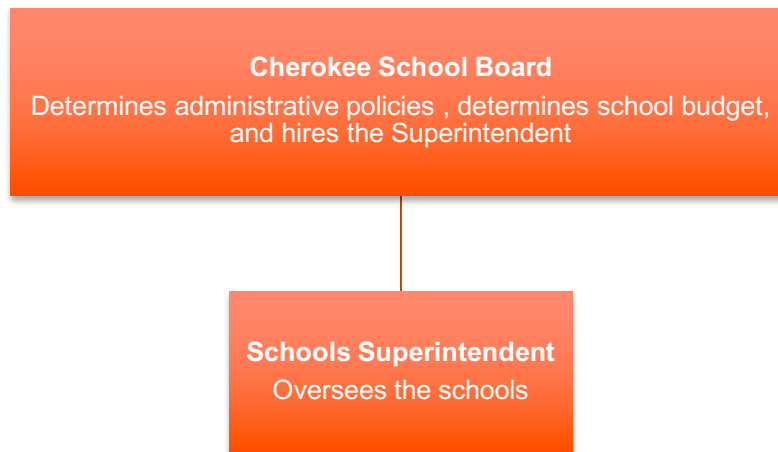 Cherokee School Board
Determines administrative policies , determines school budget,
and hires the Superintendent
Schools Superintendent
Oversees the schools